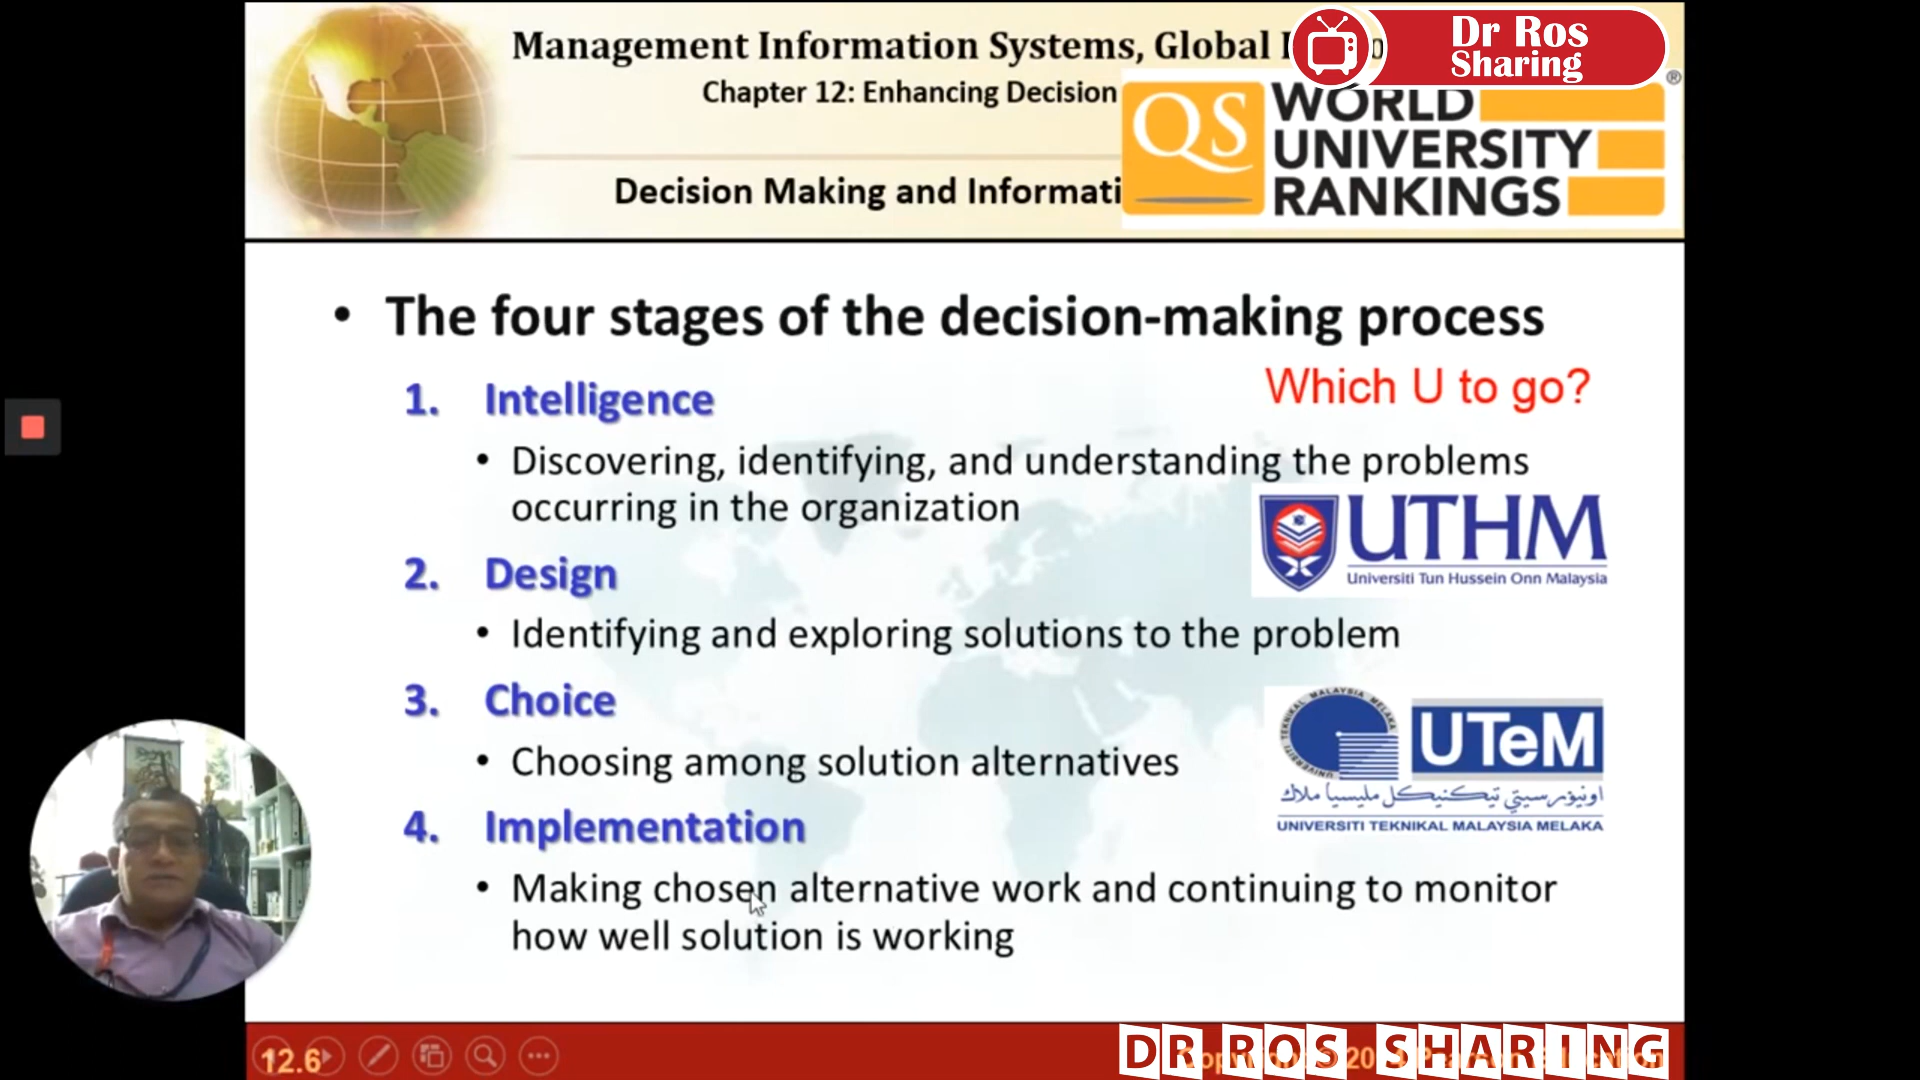 Management Information Systems, Global
Dr Ros
Sharing
Chapter 12: Enhancing Decision
QS
WORLD
UNIVERSITY
RANKINGS
®
Decision Making and Informati
• The four stages of the decision-making process
Which U to go?
1. Intelligence
• Discovering, identifying, and understanding the problems
occurring in the organization
UTHM
Universiti Tun Hussein Onn Malaysia
2. Design
• Identifying and exploring solutions to the problem
3. Choice
• Choosing among solution alternatives
UTeM
اونيۏرسيتي تيكنيكل مليسيا ملاك
UNIVERSITI TEKNIKAL MALAYSIA MELAKA
4. Implementation
• Making chosen alternative work and continuing to monitor
how well solution is working
12.6
DR ROS SHARING